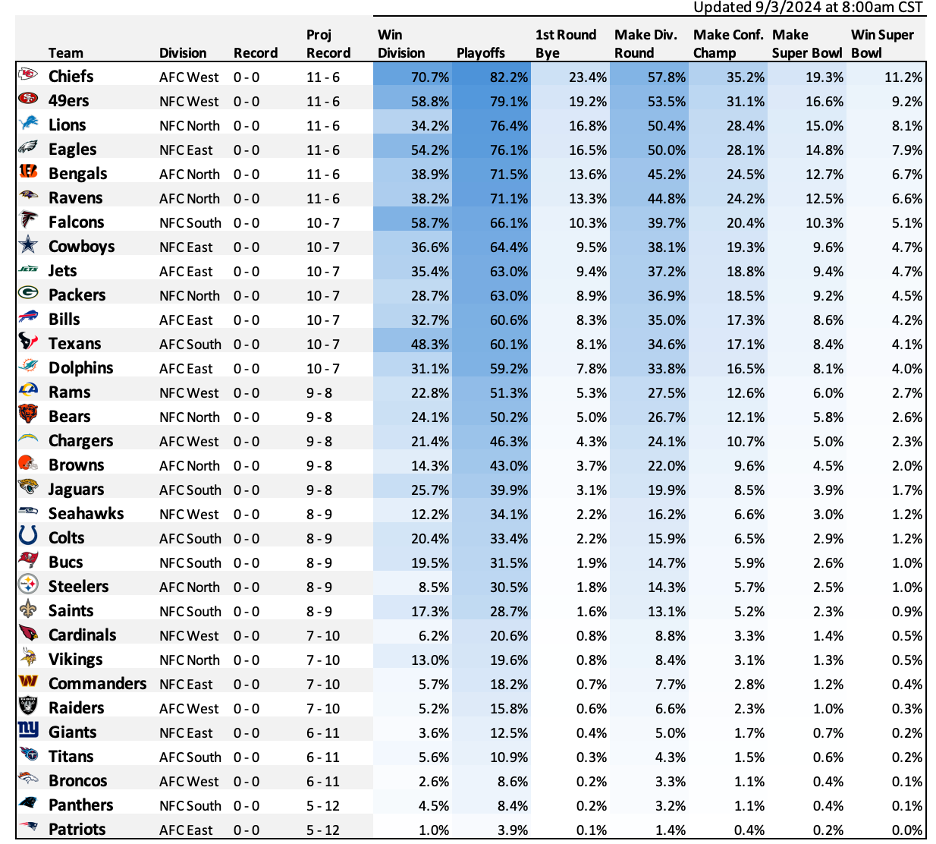 Updated 9/3/2024 at 8:00am CST
Team Division Record Proj Record Win Division Playoffs 1st Round Bye Make Div. Round Make Conf. Champ Make Super Bowl Win Super Bowl
Chiefs AFC West 0 - 0 11 - 6 70.7% 82.2% 23.4% 57.8% 35.2% 19.3% 11.2%
49ers NFC West 0 - 0 11 - 6 58.8% 79.1% 19.2% 53.5% 31.1% 16.6% 9.2%
Lions NFC North 0 - 0 11 - 6 34.2% 76.4% 16.8% 50.4% 28.4% 15.0% 8.1%
Eagles NFC East 0 - 0 11 - 6 54.2% 76.1% 16.5% 50.0% 28.1% 14.8% 7.9%
Bengals AFC North 0 - 0 11 - 6 38.9% 71.5% 13.6% 45.2% 24.5% 12.7% 6.7%
Ravens AFC North 0 - 0 11 - 6 38.2% 71.1% 13.3% 44.8% 24.2% 12.5% 6.6%
Falcons NFC South 0 - 0 10 - 7 58.7% 66.1% 10.3% 39.7% 20.4% 10.3% 5.1%
Cowboys NFC East 0 - 0 10 - 7 36.6% 64.4% 9.5% 38.1% 19.3% 9.6% 4.7%
JETS Jets AFC East 0 - 0 10 - 7 35.4% 63.0% 9.4% 37.2% 18.8% 9.4% 4.7%
Packers NFC North 0 - 0 10 - 7 28.7% 63.0% 8.9% 36.9% 18.5% 9.2% 4.5%
Bills AFC East 0 - 0 10 - 7 32.7% 60.6% 8.3% 35.0% 17.3% 8.6% 4.2%
Texans AFC South 0 - 0 10 - 7 48.3% 60.1% 8.1% 34.6% 17.1% 8.4% 4.1%
Dolphins AFC East 0 - 0 10 - 7 31.1% 59.2% 7.8% 33.8% 16.5% 8.1% 4.0%
Rams NFC West 0 - 0 9 - 8 22.8% 51.3% 5.3% 27.5% 12.6% 6.0% 2.7%
Bears NFC North 0 - 0 9 - 8 24.1% 50.2% 5.0% 26.7% 12.1% 5.8% 2.6%
Chargers AFC West 0 - 0 9 - 8 21.4% 46.3% 4.3% 24.1% 10.7% 5.0% 2.3%
Browns AFC North 0 - 0 9 - 8 14.3% 43.0% 3.7% 22.0% 9.6% 4.5% 2.0%
Jaguars AFC South 0 - 0 9 - 8 25.7% 39.9% 3.1% 19.9% 8.5% 3.9% 1.7%
Seahawks NFC West 0 - 0 8 - 9 12.2% 34.1% 2.2% 16.2% 6.6% 3.0% 1.2%
Colts AFC South 0 - 0 8 - 9 20.4% 33.4% 2.2% 15.9% 6.5% 2.9% 1.2%
Bucs NFC South 0 - 0 8 - 9 19.5% 31.5% 1.9% 14.7% 5.9% 2.6% 1.0%
Steelers AFC North 0 - 0 8 - 9 8.5% 30.5% 1.8% 14.3% 5.7% 2.5% 1.0%
Saints NFC South 0 - 0 8 - 9 17.3% 28.7% 1.6% 13.1% 5.2% 2.3% 0.9%
Cardinals NFC West 0 - 0 7 - 10 6.2% 20.6% 0.8% 8.8% 3.3% 1.4% 0.5%
Vikings NFC North 0 - 0 7 - 10 13.0% 19.6% 0.8% 8.4% 3.1% 1.3% 0.5%
W Commanders NFC East 0 - 0 7 - 10 5.7% 18.2% 0.7% 7.7% 2.8% 1.2% 0.4%
Raiders AFC West 0 - 0 7 - 10 5.2% 15.8% 0.6% 6.6% 2.3% 1.0% 0.3%
ny Giants NFC East 0 - 0 6 - 11 3.6% 12.5% 0.4% 5.0% 1.7% 0.7% 0.2%
Titans AFC South 0 - 0 6 - 11 5.6% 10.9% 0.3% 4.3% 1.5% 0.6% 0.2%
Broncos AFC West 0 - 0 6 - 11 2.6% 8.6% 0.2% 3.3% 1.1% 0.4% 0.1%
Panthers NFC South 0 - 0 5 - 12 4.5% 8.4% 0.2% 3.2% 1.1% 0.4% 0.1%
Patriots AFC East 0 - 0 5 - 12 1.0% 3.9% 0.1% 1.4% 0.4% 0.2% 0.0%